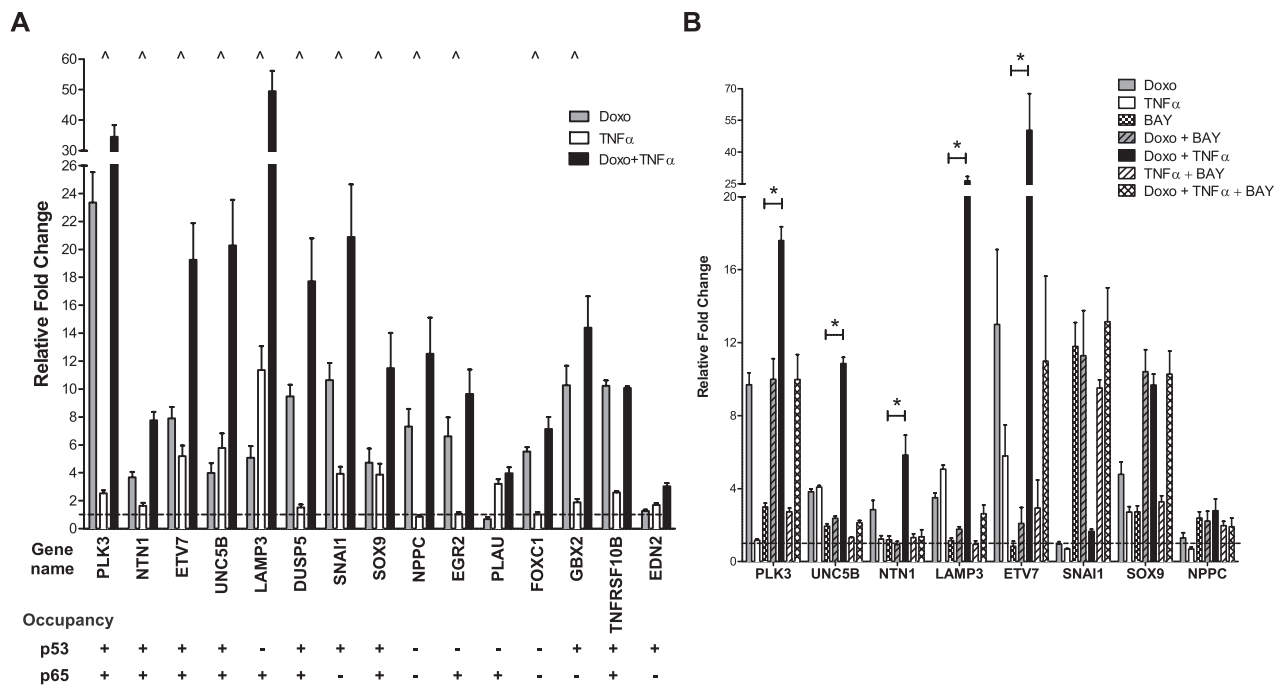 A
^ ^ ^ ^ ^ ^ ^ ^ ^ ^ ^ ^
60
50
40
30
26
24
22
20
18
16
14
12
10
8
6
4
2
0
Relative Fold Change
Doxo
TNFα
Doxo+TNFα
Gene name
PLK3
NTN1
ETV7
UNC5B
LAMP3
DUSP5
SNAI1
SOX9
NPPC
EGR2
PLAU
FOXC1
GBX2
TNFRSF10B
EDN2
Occupancy
p53 + + + + - + + + - - - - + + +
p65 + + + + + + - + - + + - - + -
B
70
55
40
25
20
16
12
8
4
0
Relative Fold Change
* * * * *
Doxo
TNFα
BAY
Doxo + BAY
Doxo + TNFα
TNFα + BAY
Doxo + TNFα + BAY
PLK3 UNC5B NTN1 LAMP3 ETV7 SNAI1 SOX9 NPPC